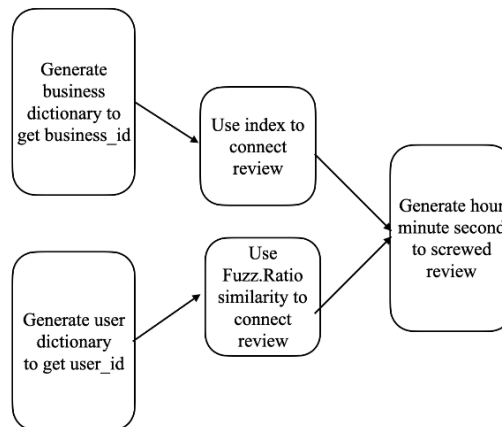 Generate
business
dictionary to
get business_id
Use index to
connect
review
Generate hour
minute second
to screwed
review
Use
Fuzz.Ratio
similarity to
connect
review
Generate user
dictionary
to get user_id